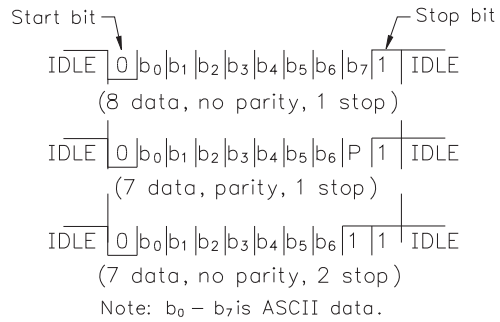 Start bit Stop bit
IDLE 0 b₀ b₁ b₂ b₃ b₄ b₅ b₆ b₇ 1 IDLE
(8 data, no parity, 1 stop)
IDLE 0 b₀ b₁ b₂ b₃ b₄ b₅ b₆ P 1 IDLE
(7 data, parity, 1 stop)
IDLE 0 b₀ b₁ b₂ b₃ b₄ b₅ b₆ 1 1 IDLE
(7 data, no parity, 2 stop)
Note: b₀ – b₇ is ASCII data.